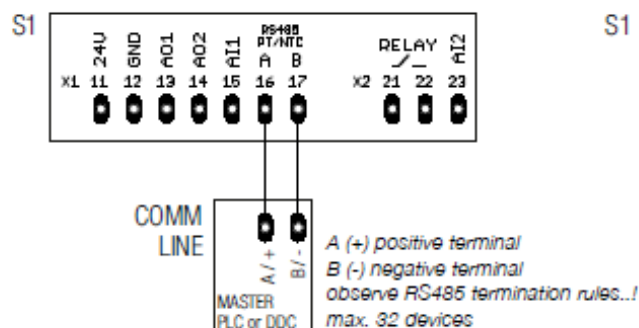 S1
S1
24V GND AO1 AO2 AI1 RS485 PT/NTC A B RELAY AI2
X1 11 12 13 14 15 16 17 X2 21 22 23
COMM
LINE
A / +
B / -
MASTER
PLC or DDC
A (+) positive terminal
B (-) negative terminal
observe RS485 termination rules..!
max. 32 devices